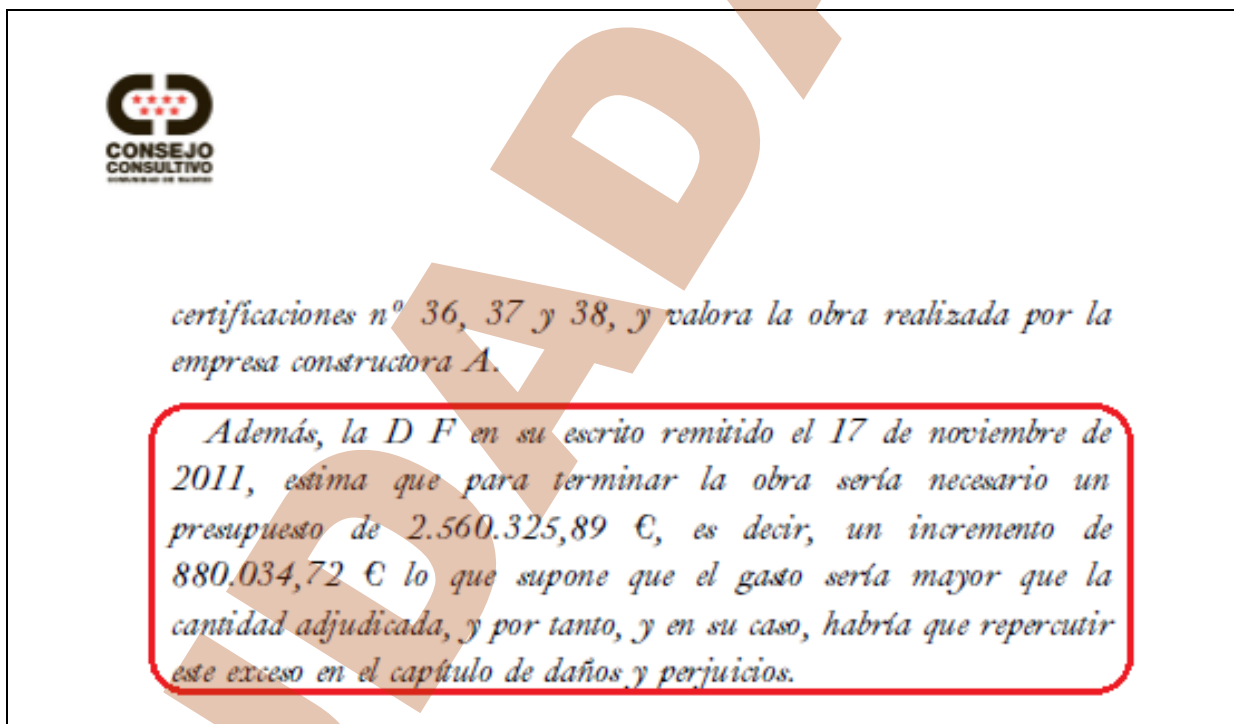 CONSEJO
CONSULTIVO
COMUNIDAD DE MADRID
certificaciones nº 36, 37 y 38, y valora la obra realizada por la
empresa constructora A.
Además, la D F en su escrito remitido el 17 de noviembre de
2011, estima que para terminar la obra sería necesario un
presupuesto de 2.560.325,89 €, es decir, un incremento de
880.034,72 € lo que supone que el gasto sería mayor que la
cantidad adjudicada, y por tanto, y en su caso, habría que repercutir
este exceso en el capítulo de daños y perjuicios.